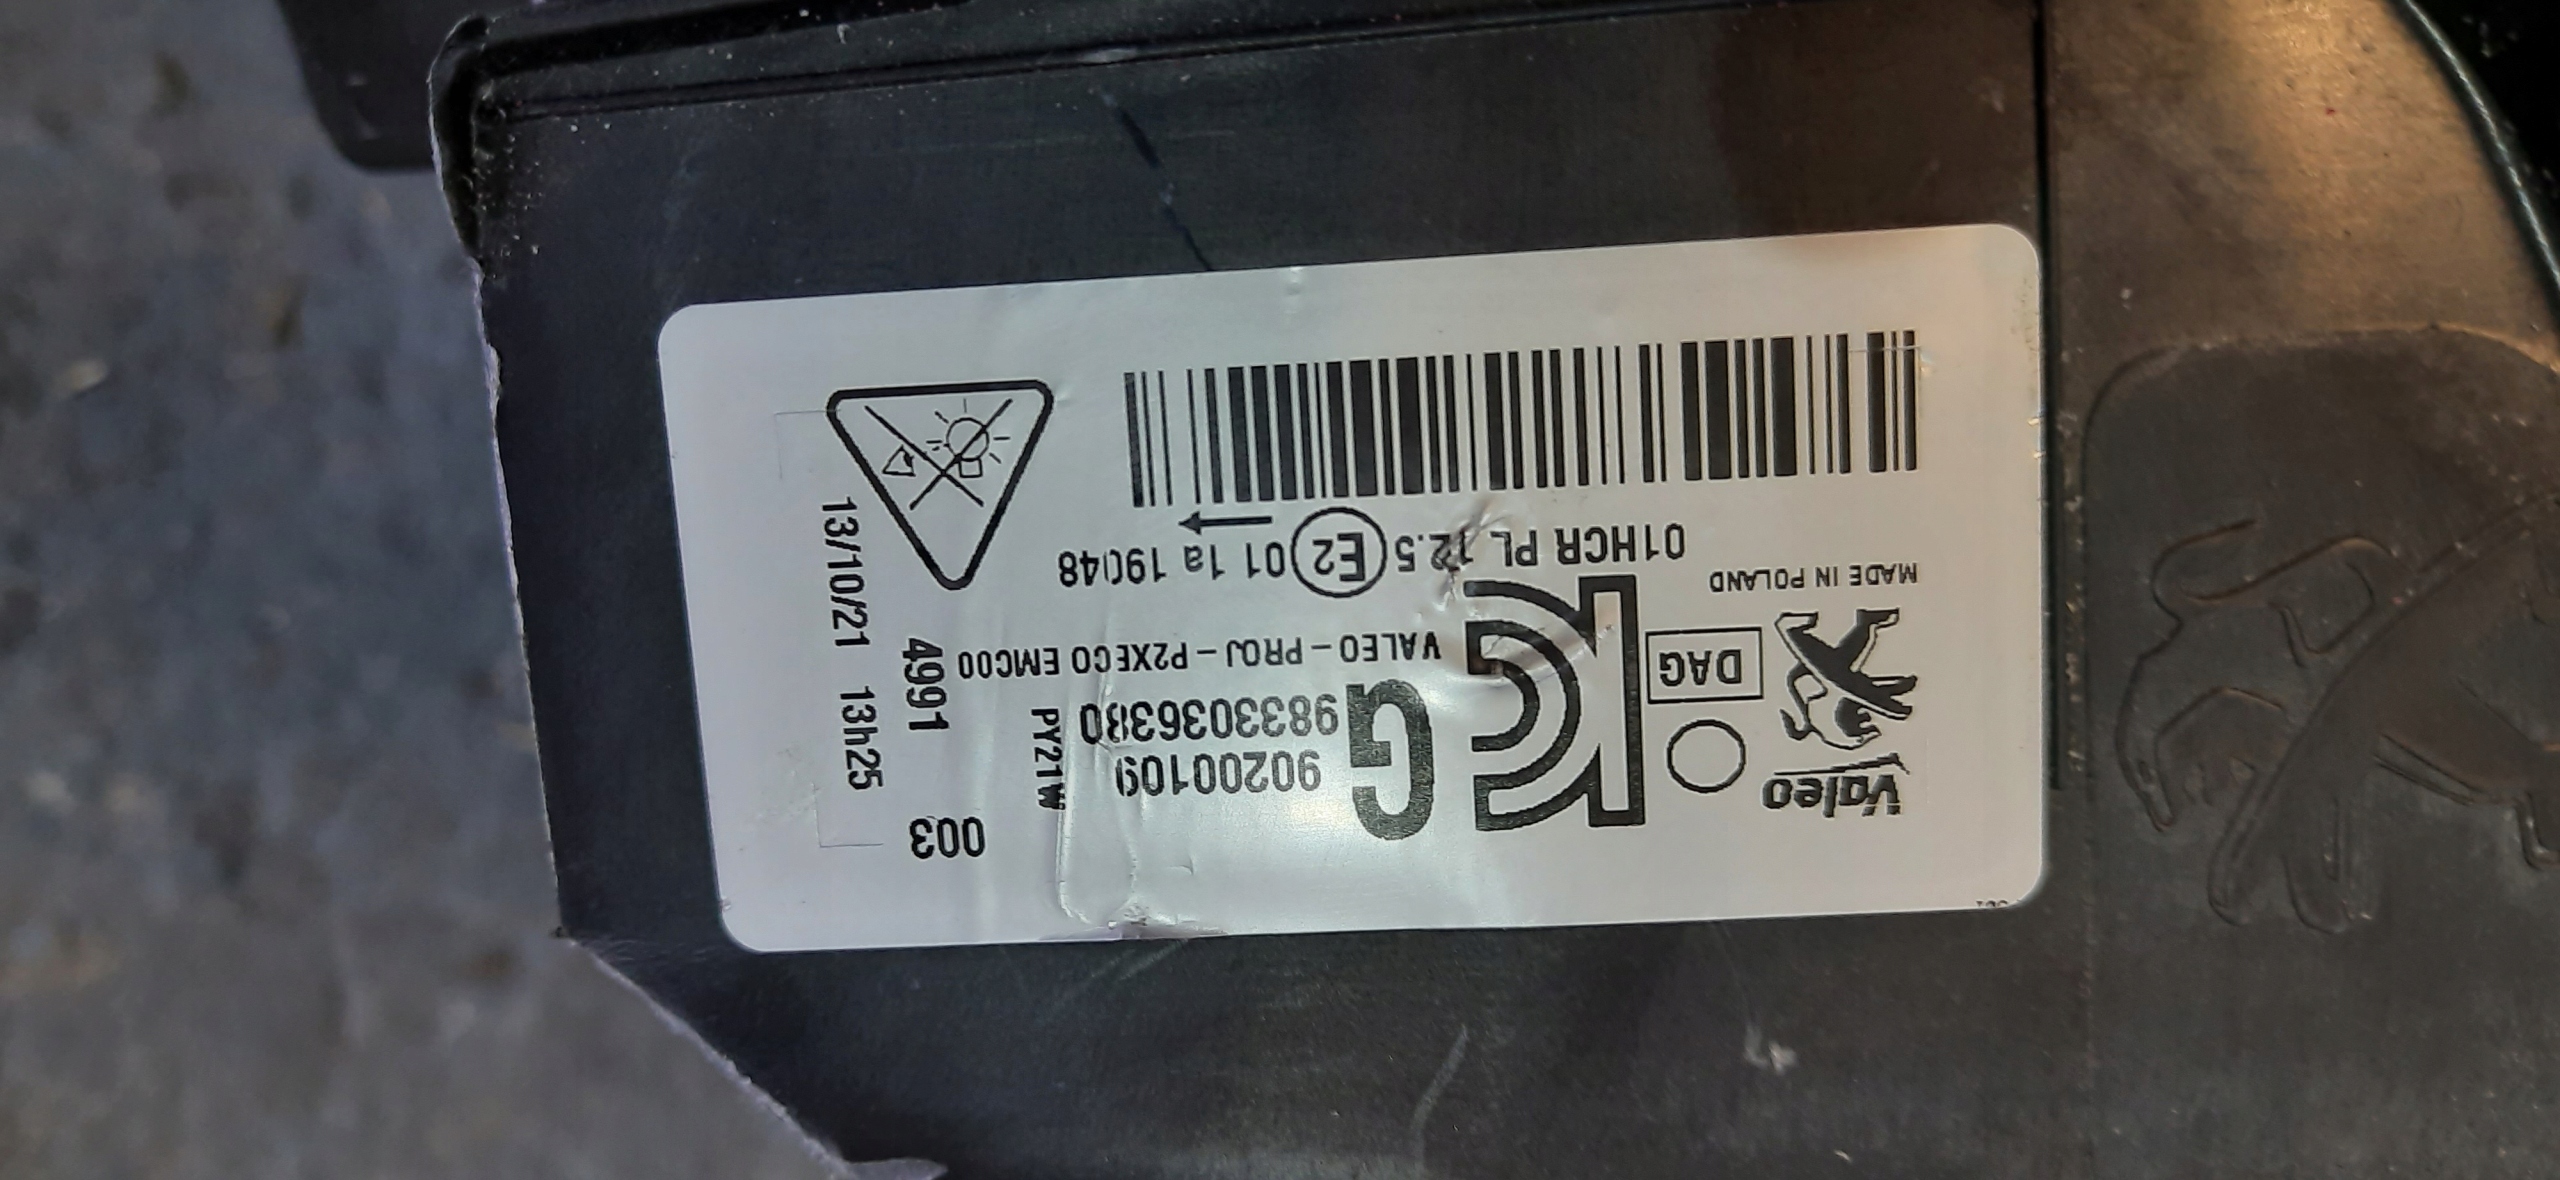 Valeo
90200109
9833036380
PY21W
003
G
DAG
VALEO - PROJ - P2XECO EMC00
4991
MADE IN POLAND
01HCR PL 12.5 E2 01 1a 19048
13/10/21 13h25